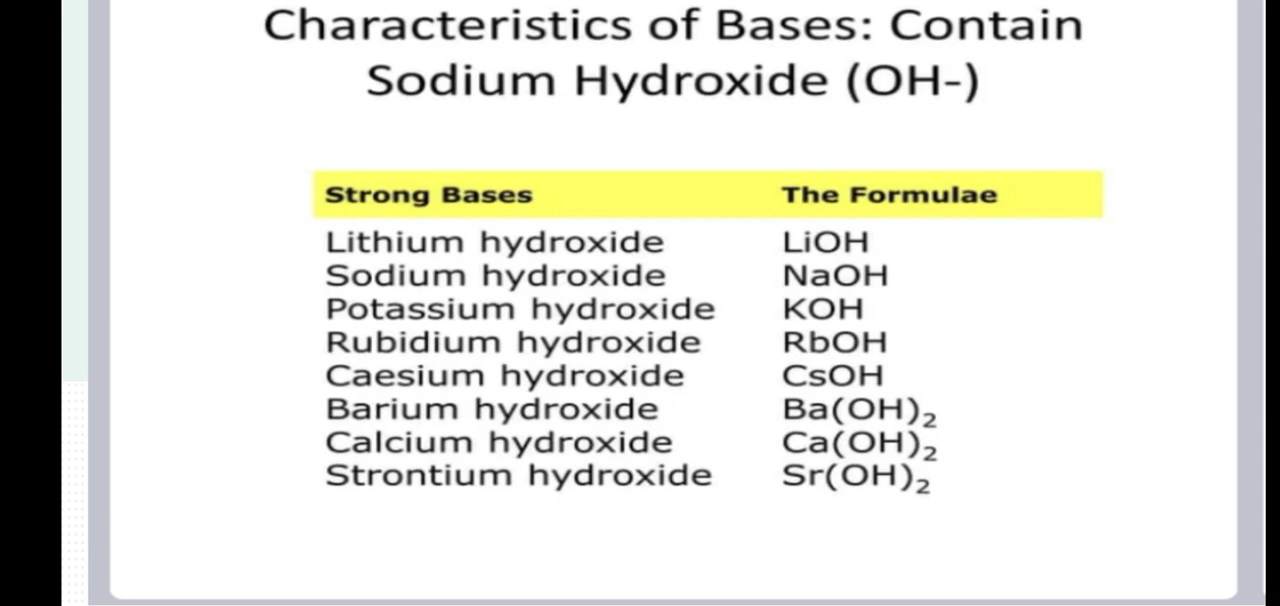 Characteristics of Bases: Contain
Sodium Hydroxide (OH-)
Strong Bases The Formulae
Lithium hydroxide LiOH
Sodium hydroxide NaOH
Potassium hydroxide KOH
Rubidium hydroxide RbOH
Caesium hydroxide CsOH
Barium hydroxide Ba(OH)₂
Calcium hydroxide Ca(OH)₂
Strontium hydroxide Sr(OH)₂